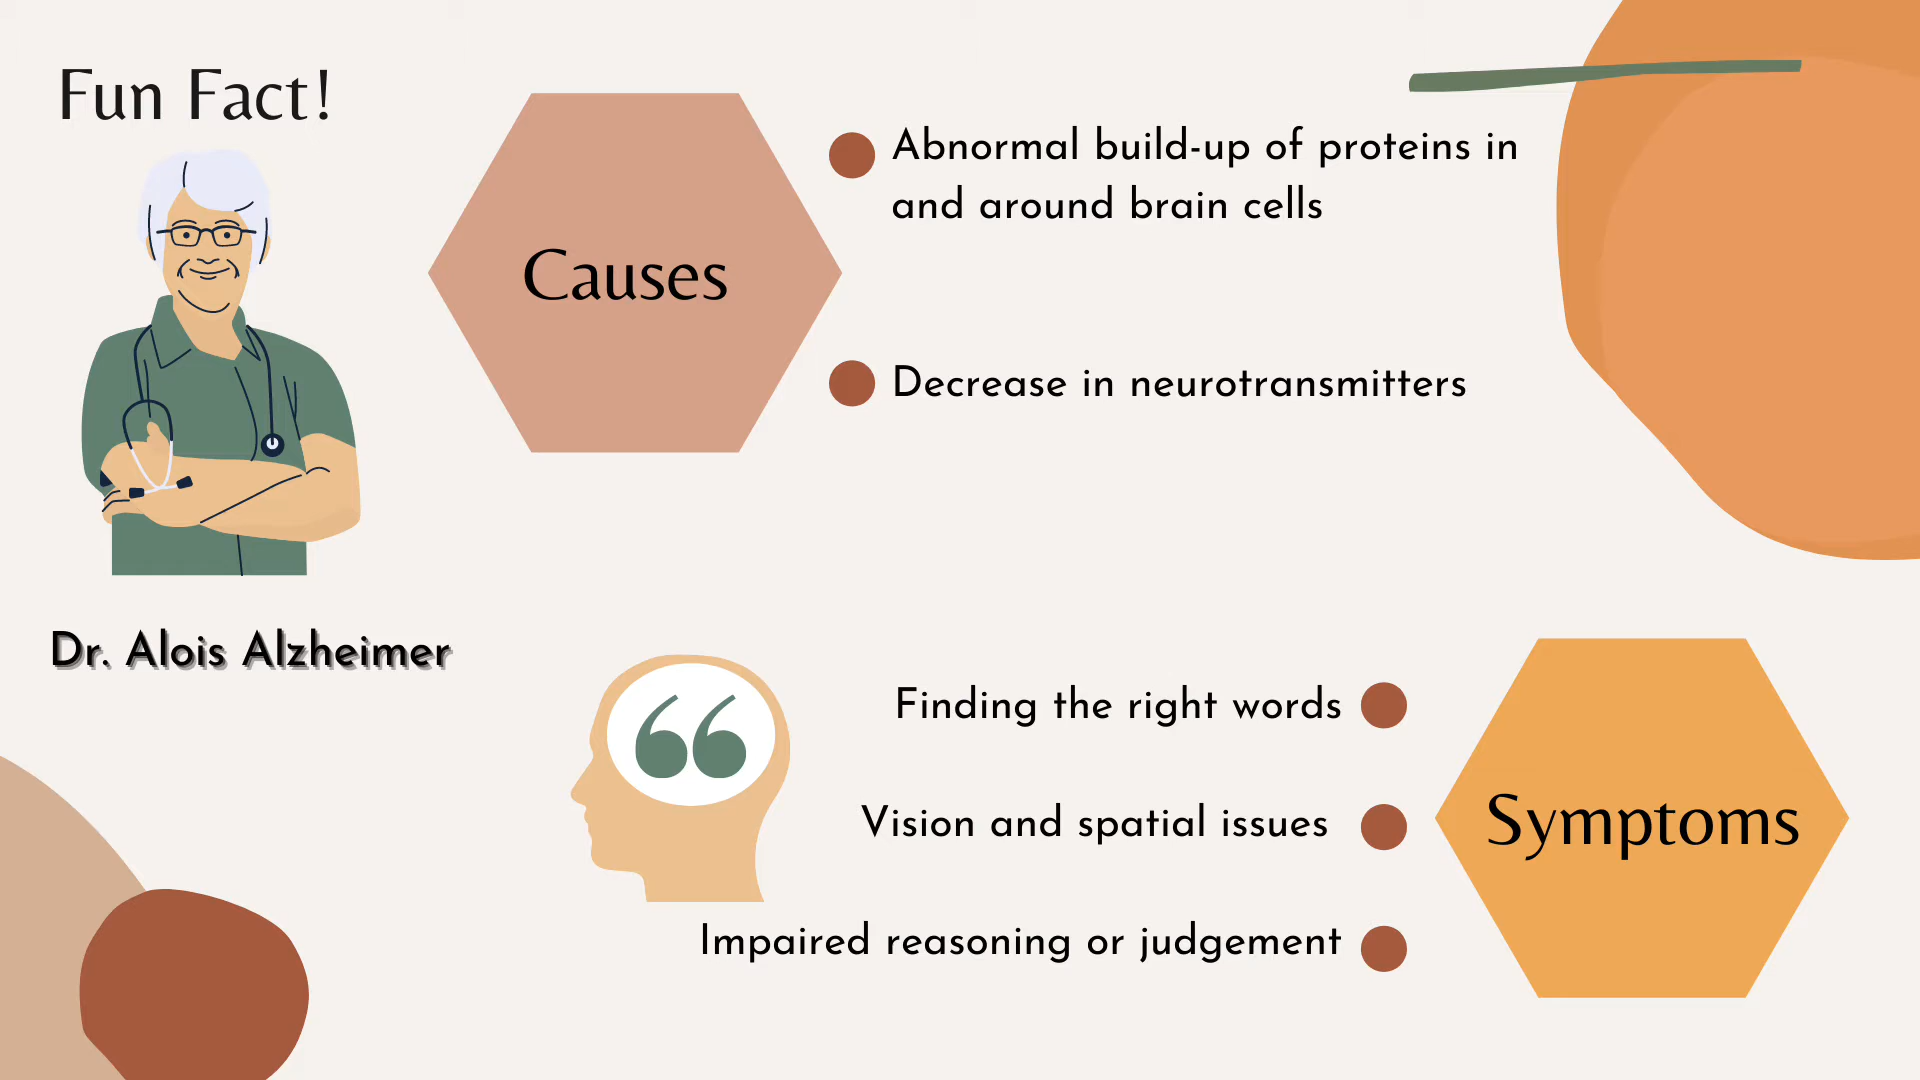 Fun Fact!
Dr. Alois Alzheimer
Causes
Abnormal build-up of proteins in
and around brain cells
Decrease in neurotransmitters
Symptoms
Finding the right words
Vision and spatial issues
Impaired reasoning or judgement